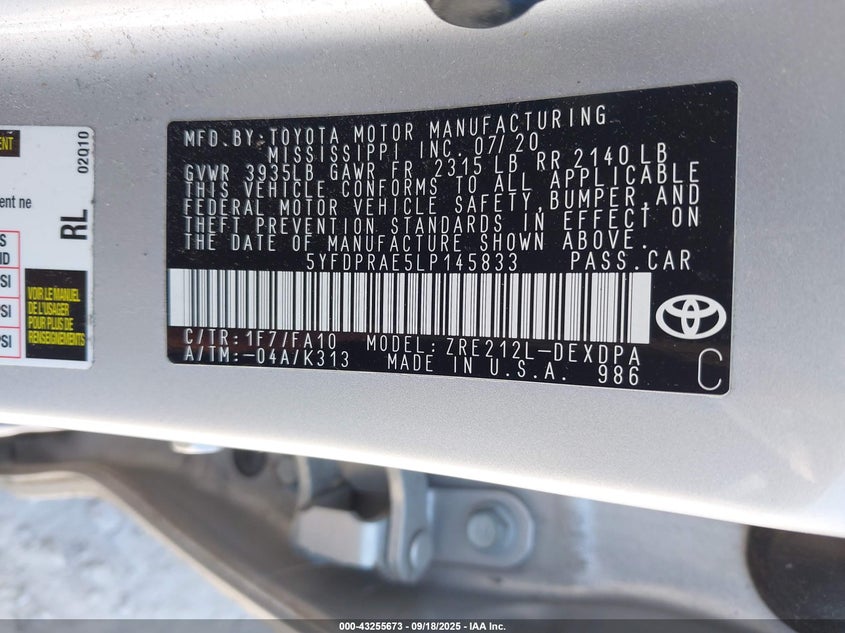 MFD. BY: TOYOTA MOTOR MANUFACTURING
MISSISSIPPI INC. 07/20
GVWR 3935LB GAWR FR 2315 LB RR 2140 LB
THIS VEHICLE CONFORMS TO ALL APPLICABLE
FEDERAL MOTOR VEHICLE SAFETY, BUMPER, AND
THEFT PREVENTION STANDARDS IN EFFECT ON
THE DATE OF MANUFACTURE SHOWN ABOVE.
5YFDPRAE5LP145833 PASS. CAR
C/TR: 1F7/FA10 MODEL: ZRE212L-DEXDPA
A/TM: -04A/K313 MADE IN U.S.A. 986
C
02010
RL
ent ne
VOIR LE MANUEL
DE L'USAGER
POUR PLUS DE
RENSEIGNEMENTS
000-43255673 - 09/18/2025 - IAA Inc.